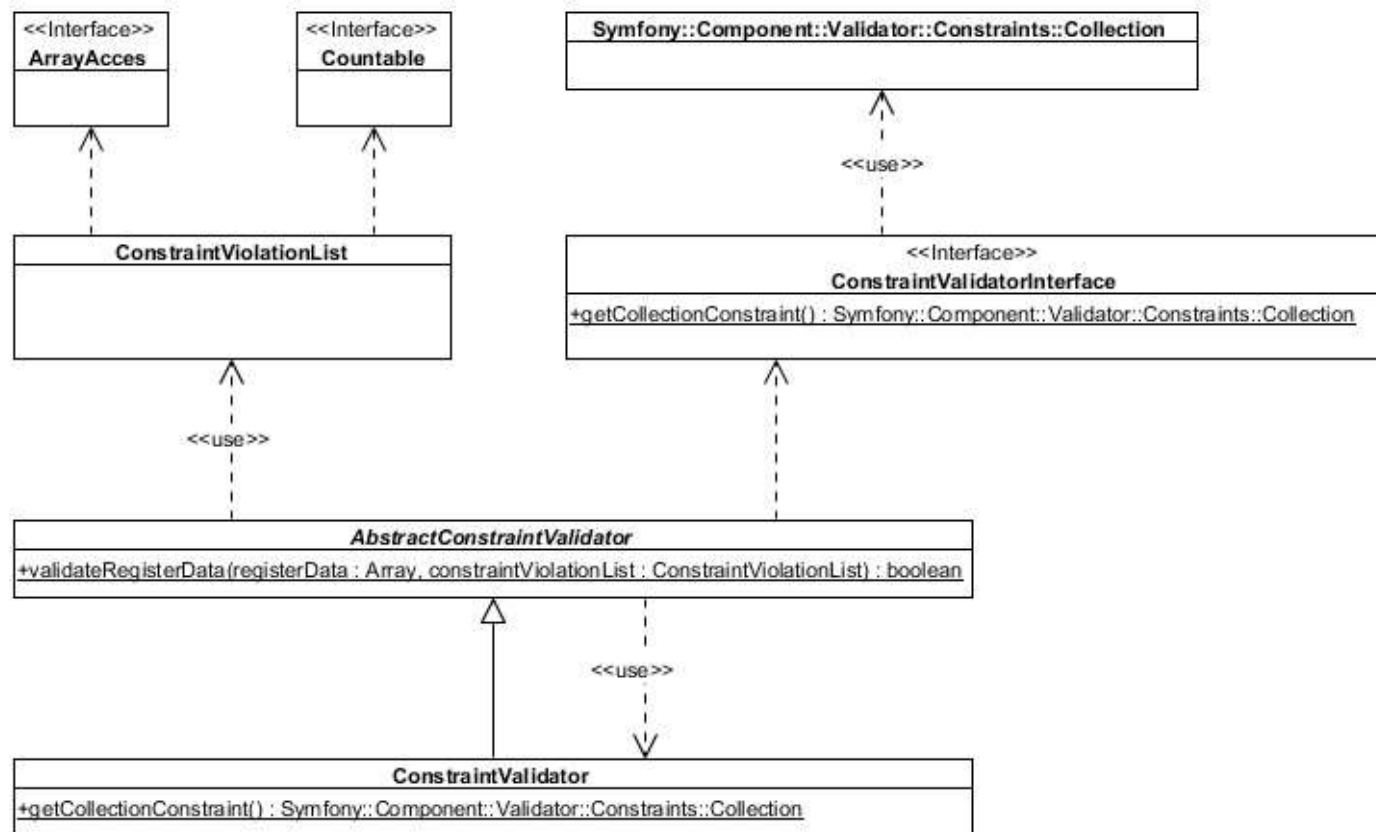 <<Interface>>
ArrayAcces
<<Interface>>
Countable
Symfony::Component::Validator::Constraints::Collection
<<use>>
ConstraintViolationList
<<Interface>>
ConstraintValidatorInterface
+getCollectionConstraint() : Symfony::Component::Validator::Constraints::Collection
<<use>>
AbstractConstraintValidator
+validateRegisterData(registerData : Array, constraintViolationList : ConstraintViolationList) : boolean
<<use>>
ConstraintValidator
+getCollectionConstraint() : Symfony::Component::Validator::Constraints::Collection